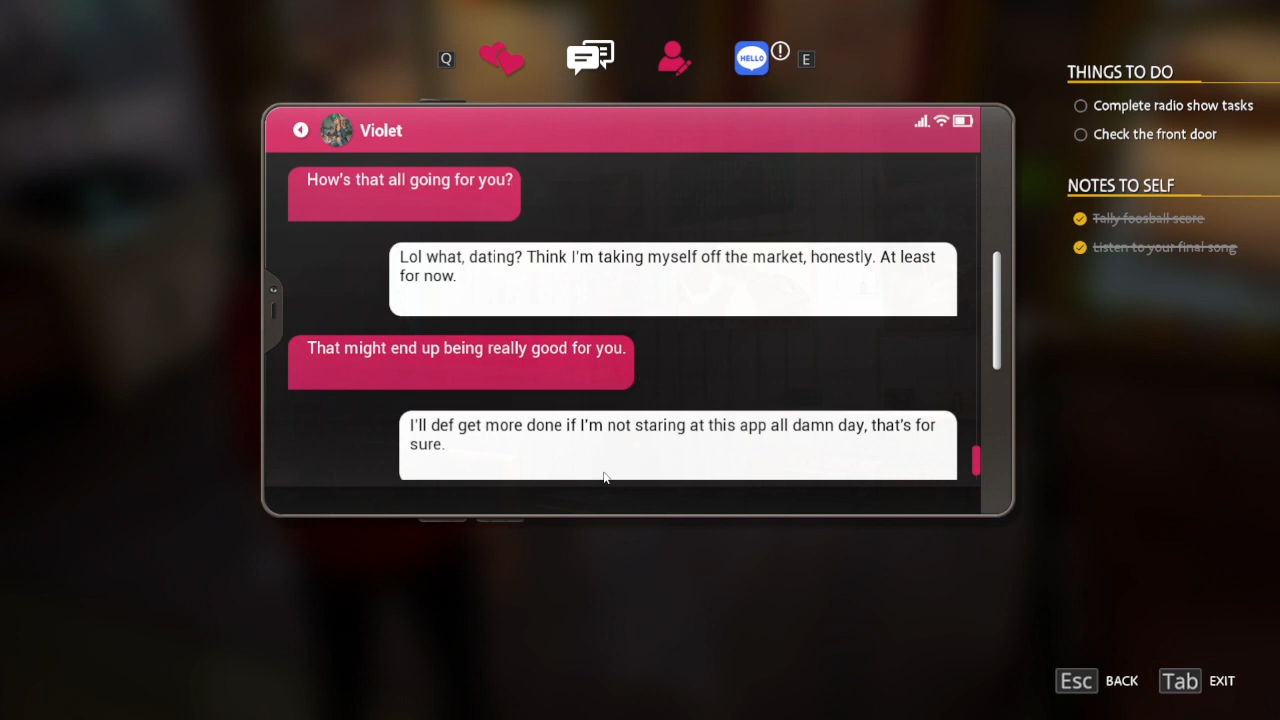 Q
HELLO
E
Violet
How's that all going for you?
Lol what, dating? Think I'm taking myself off the market, honestly. At least
for now.
That might end up being really good for you.
I'll def get more done if I'm not staring at this app all damn day, that's for
sure.
THINGS TO DO
Complete radio show tasks
Check the front door
NOTES TO SELF
Tally foosball score
Listen to your final song
Esc BACK Tab EXIT